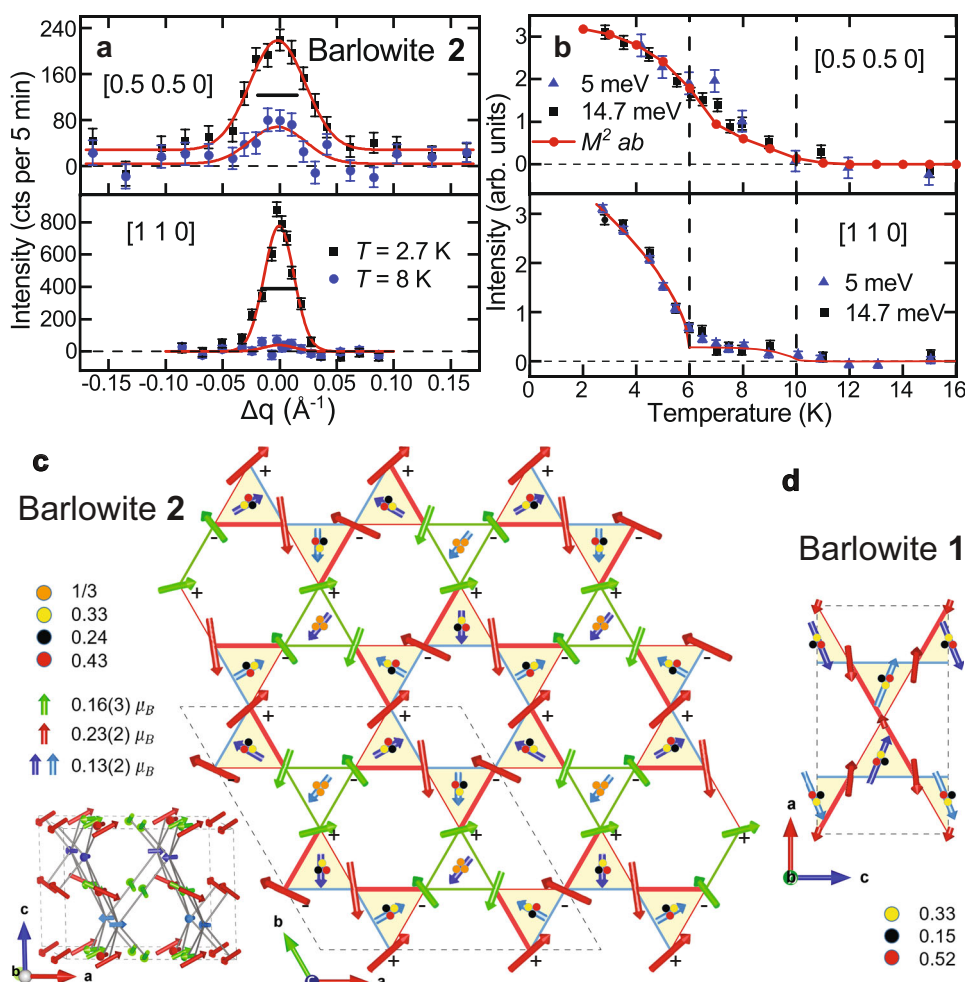 a
Barlowite 2
[0.5 0.5 0]
240
160
80
0
[1 1 0]
T = 2.7 K
T = 8 K
800
600
400
200
0
Intensity (cts per 5 min)
-0.15 -0.10 -0.05 0.00 0.05 0.10 0.15
Δq (Å⁻¹)
b
[0.5 0.5 0]
5 meV
14.7 meV
M² ab
3
2
1
0
[1 1 0]
5 meV
14.7 meV
3
2
1
0
Intensity (arb. units)
0 2 4 6 8 10 12 14 16
Temperature (K)
c
Barlowite 2
1/3
0.33
0.24
0.43
0.16(3) μB
0.23(2) μB
0.13(2) μB
c
b
a
b
a
d
Barlowite 1
a
b
c
0.33
0.15
0.52